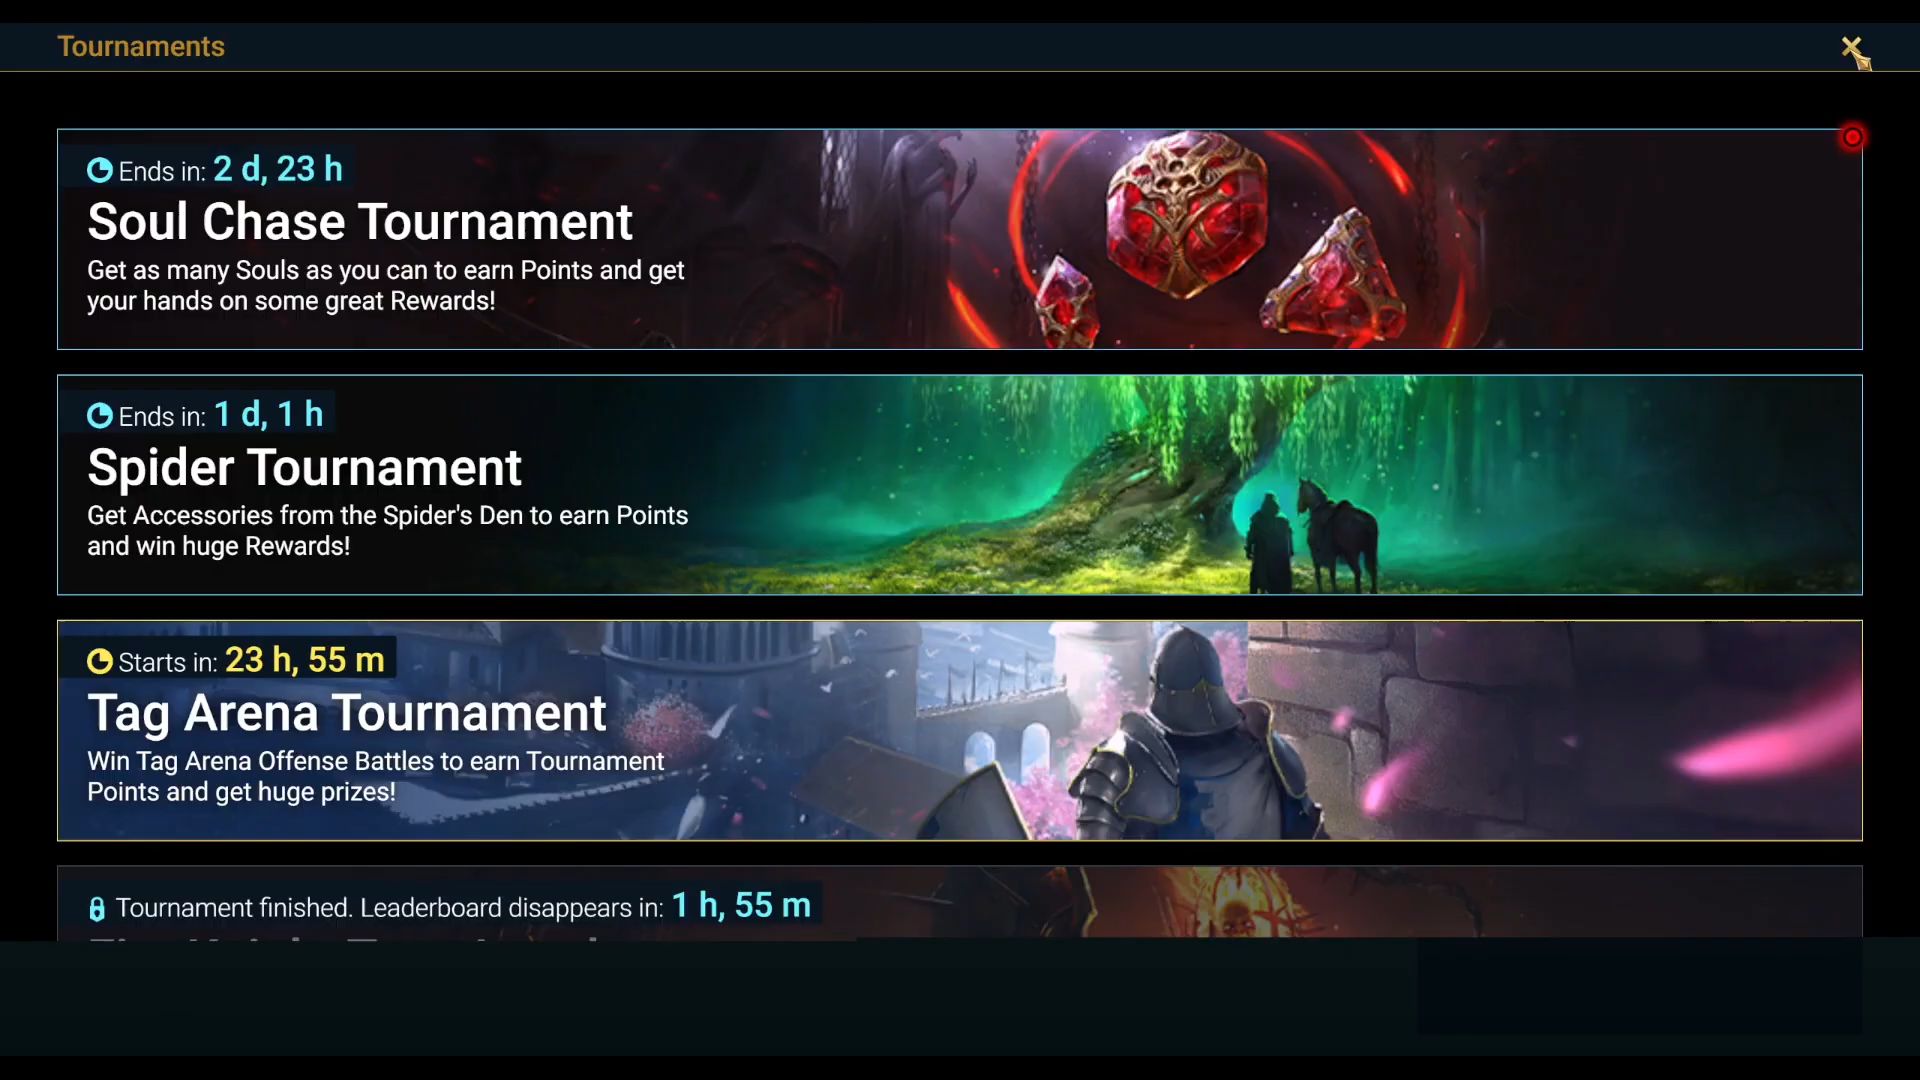 Tournaments
Ends in: 2 d, 23 h
Soul Chase Tournament
Get as many Souls as you can to earn Points and get
your hands on some great Rewards!
Ends in: 1 d, 1 h
Spider Tournament
Get Accessories from the Spider's Den to earn Points
and win huge Rewards!
Starts in: 23 h, 55 m
Tag Arena Tournament
Win Tag Arena Offense Battles to earn Tournament
Points and get huge prizes!
Tournament finished. Leaderboard disappears in: 1 h, 55 m